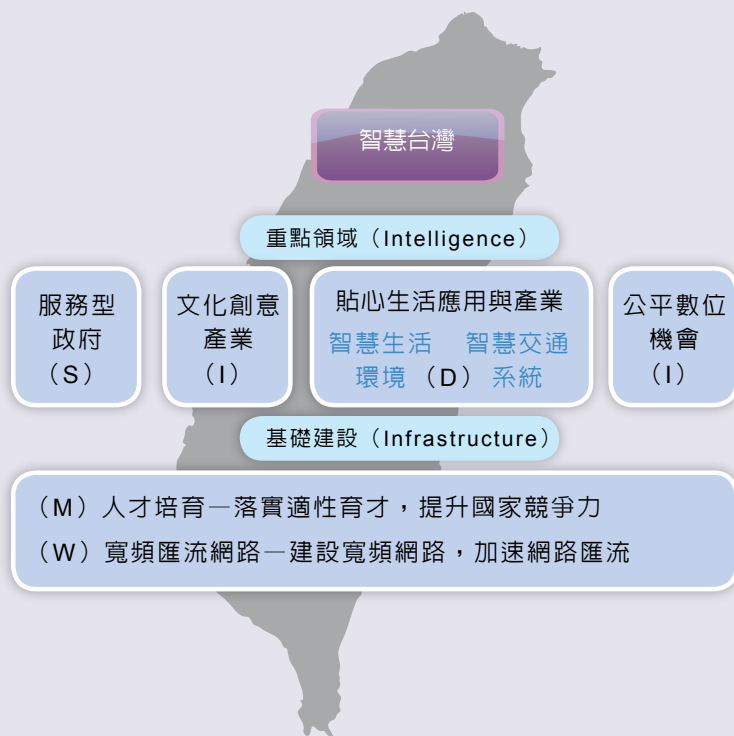 智慧台灣
重點領域（Intelligence）
服務型
政府
（S）
文化創意
產業
（I）
貼心生活應用與產業
智慧生活 智慧交通
環境（D）系統
公平數位
機會
（I）
基礎建設（Infrastructure）
（M）人才培育—落實適性育才，提升國家競爭力
（W）寬頻匯流網路—建設寬頻網路，加速網路匯流